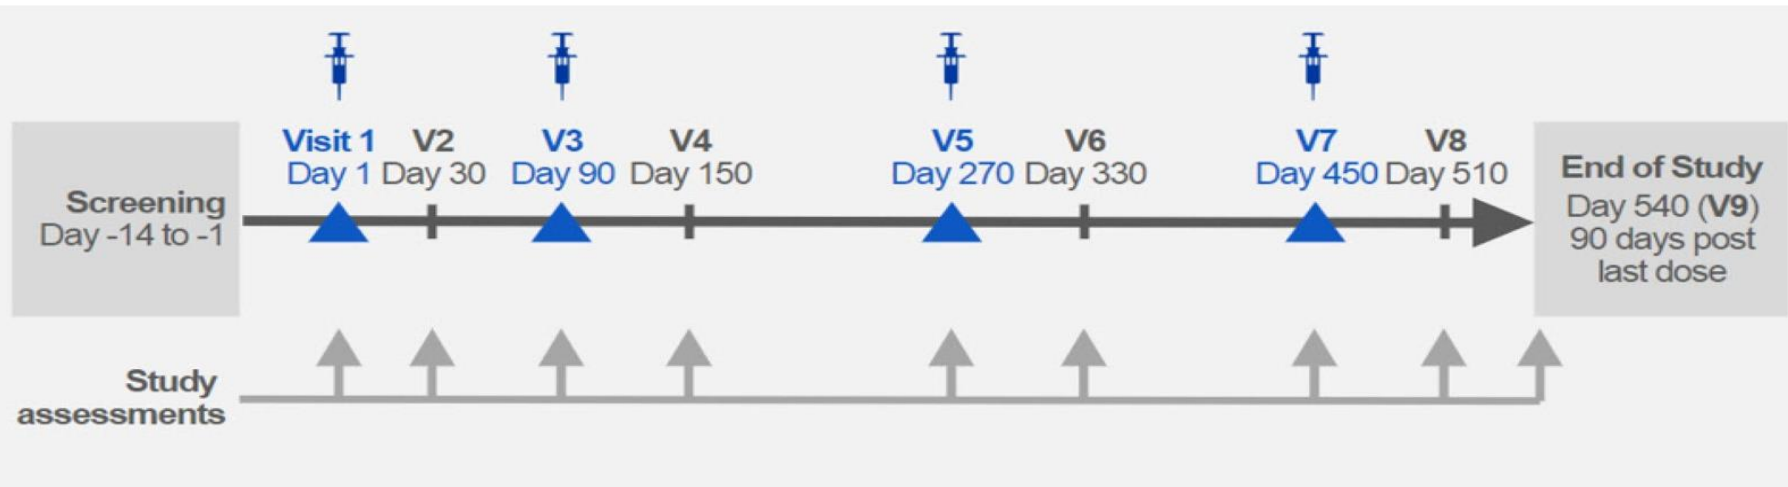 Visit 1 V2 V3 V4 V5 V6 V7 V8
Day 1 Day 30 Day 90 Day 150 Day 270 Day 330 Day 450 Day 510
Screening
Day -14 to -1
End of Study
Day 540 (V9)
90 days post
last dose
Study
assessments